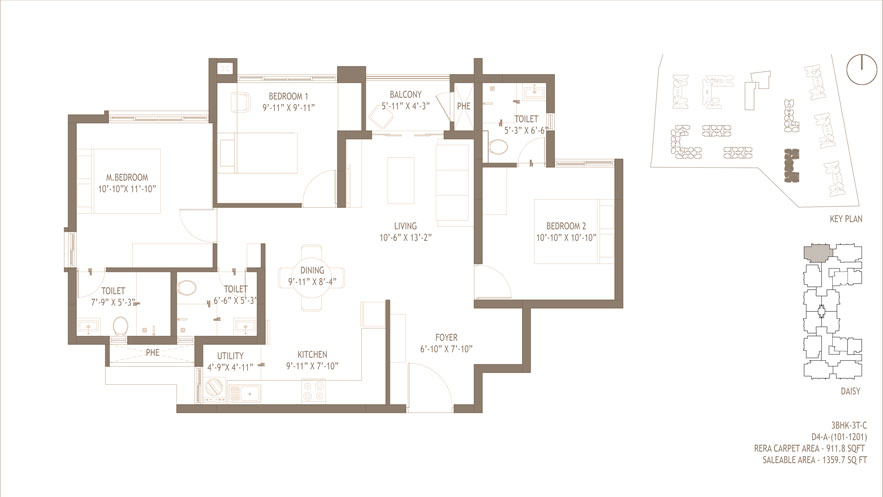 BEDROOM 1
9'-11" X 9'-11"
BALCONY
5'-11" X 4'-3"
PHE
TOILET
5'-3" X 6'-6"
M.BEDROOM
10'-10"X 11'-10"
LIVING
10'-6" X 13'-2"
BEDROOM 2
10'-10" X 10'-10"
DINING
9'-11" X 8'-4"
TOILET
7'-9" X 5'-3"
TOILET
6'-6" X 5'-3"
PHE
UTILITY
4'-9"X 4'-11"
KITCHEN
9'-11" X 7'-10"
FOYER
6'-10" X 7'-10"
KEY PLAN
DAISY
3BHK-3T-C
D4-A-(101-1201)
RERA CARPET AREA - 911.8 SQFT
SALEABLE AREA - 1359.7 SQ FT